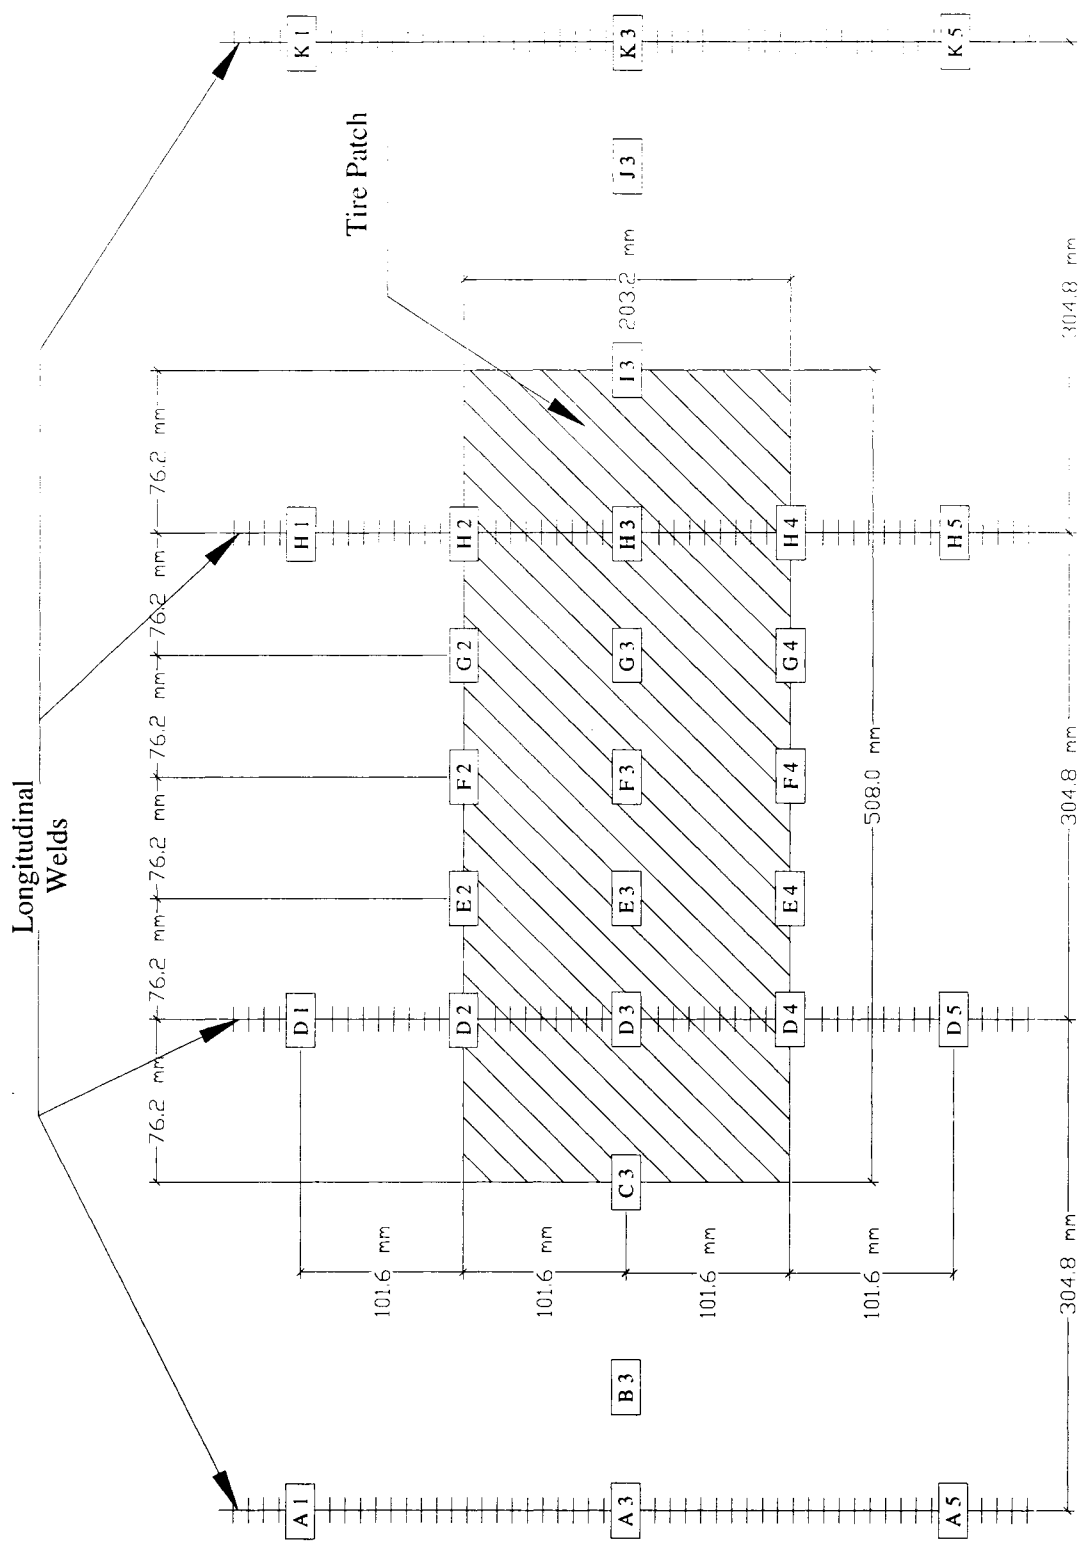 Longitudinal
Welds
Tire Patch
76.2 mm
76.2 mm
76.2 mm
76.2 mm
76.2 mm
76.2 mm
A 1
D 1
H 1
K 1
D 2
E 2
F 2
G 2
H 2
A 3
B 3
C 3
D 3
E 3
F 3
G 3
H 3
I 3
203.2 mm
J 3
K 3
D 4
E 4
F 4
G 4
H 4
A 5
D 5
H 5
K 5
101.6 mm
101.6 mm
101.6 mm
101.6 mm
508.0 mm
304.8 mm
304.8 mm
304.8 mm